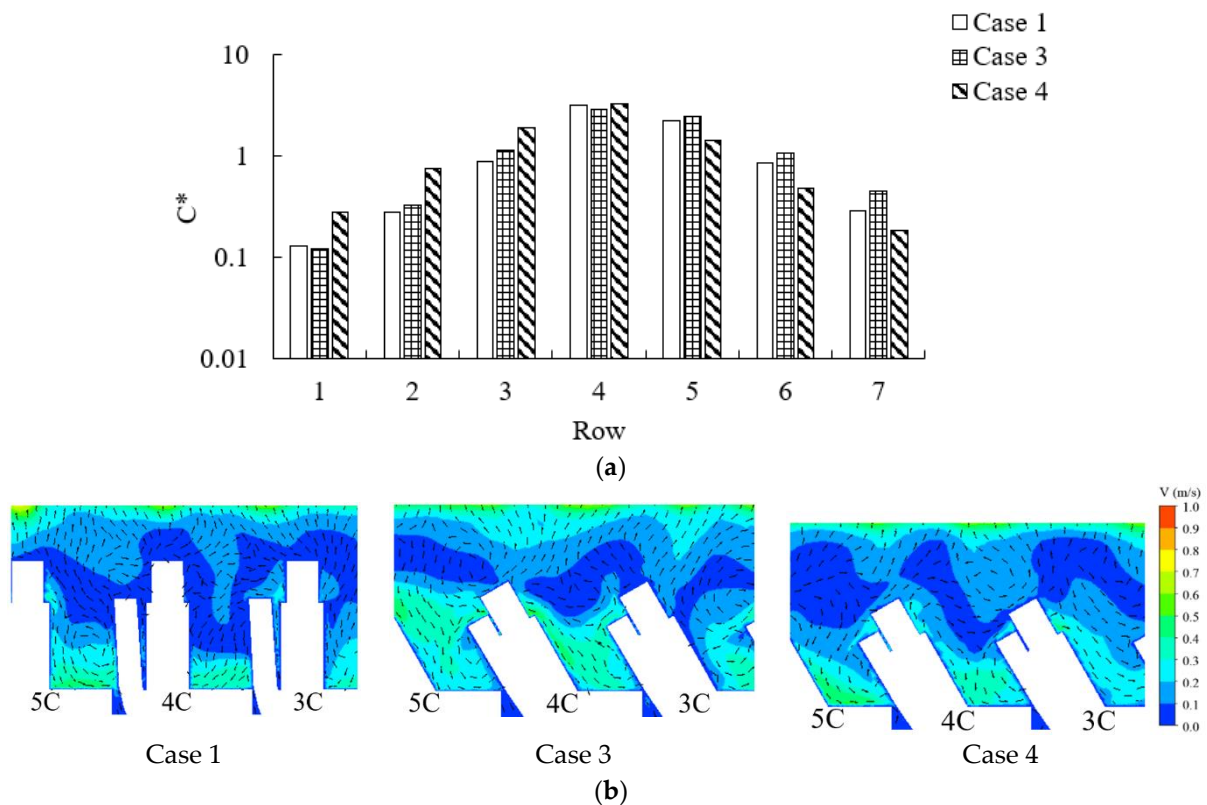 Case 1
Case 3
Case 4
10
1
0.1
0.01
C*
1 2 3 4 5 6 7
Row
(a)
V (m/s)
1.0
0.9
0.8
0.7
0.6
0.5
0.4
0.3
0.2
0.1
0.0
5C 4C 3C
5C 4C 3C
5C 4C 3C
Case 1 Case 3 Case 4
(b)